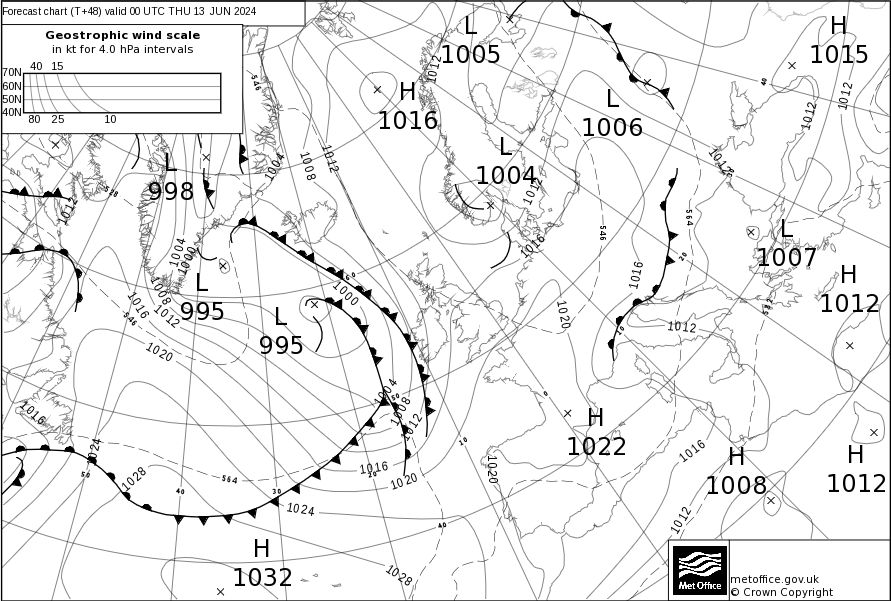 Forecast chart (T+48) valid 00 UTC THU 13 JUN 2024
Geostrophic wind scale
in kt for 4.0 hPa intervals
40 15
70N
60N
50N
40N
80 25 10
L
1005
H
1015
H
1016
L
1006
L
1004
L
998
L
995
L
995
L
1007
H
1012
H
1022
H
1008
H
1012
H
1032
546
1012
1012
1012
40
1004
1008
1012
1012
1012
1012
528
564
546
1016
1016
20
1004
1000
1008
1012
1016
546
1020
60
1000
1020
1012
582
10
1004
1008
1012
50
0
1016
1024
1028
50
40
30
564
1016
20
1020
1024
10
1020
40
1028
1016
1012
metoffice.gov.uk
© Crown Copyright
Met Office